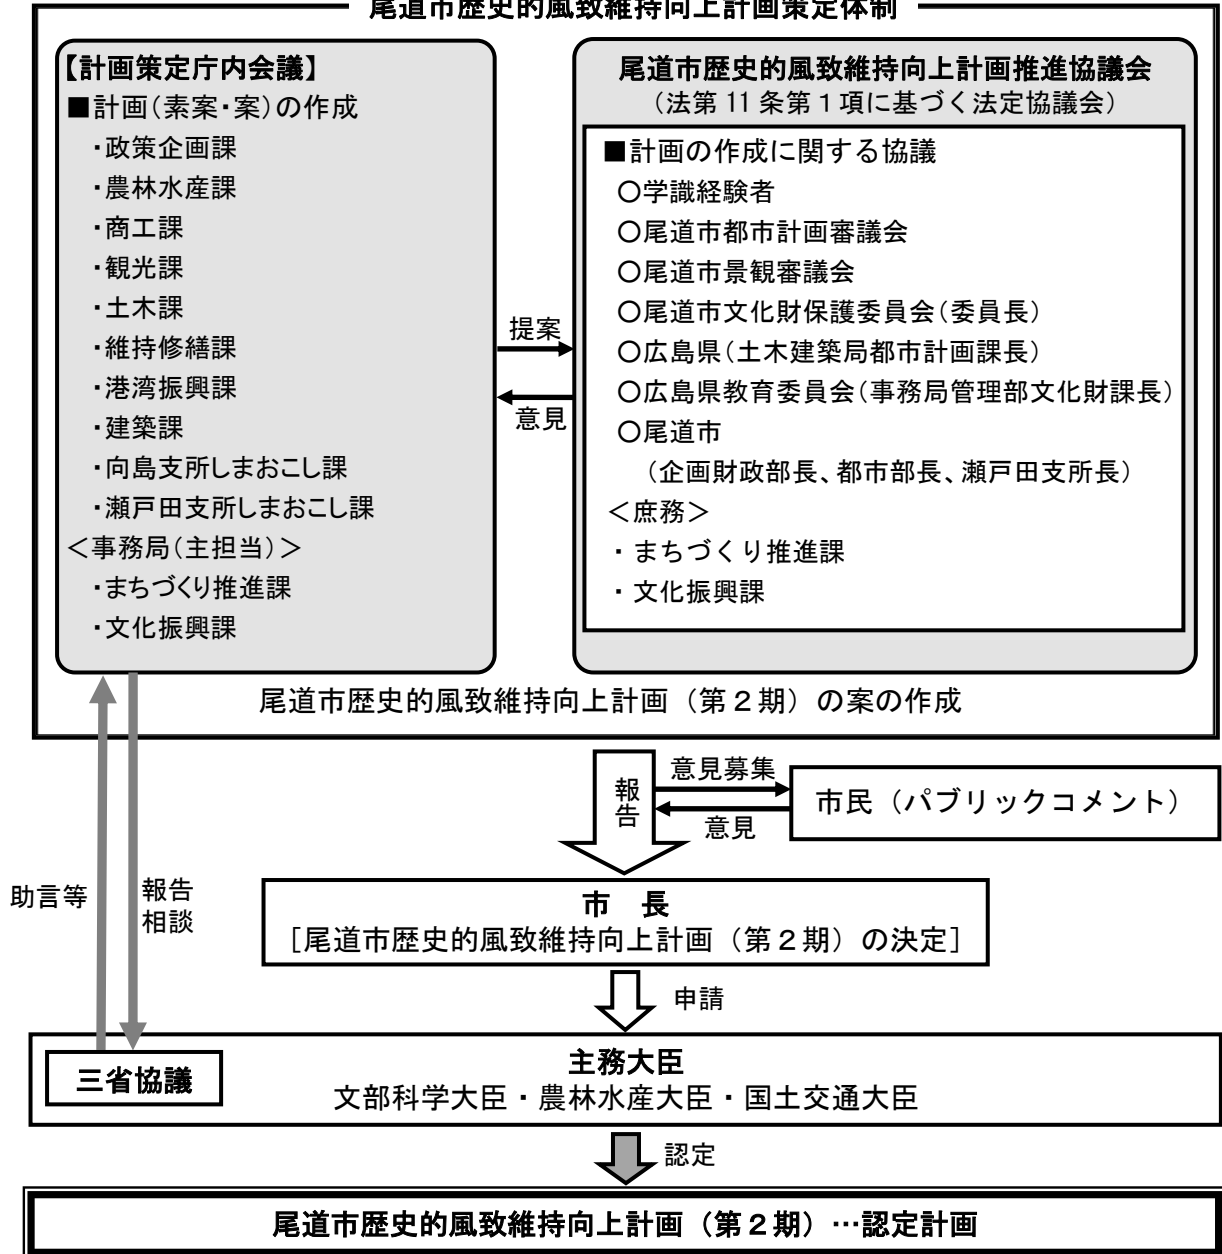 尾道市歴史的風致維持向上計画策定体制
【計画策定庁内会議】
■計画(素案・案)の作成
・政策企画課
・農林水産課
・商工課
・観光課
・土木課
・維持修繕課
・港湾振興課
・建築課
・向島支所しまおこし課
・瀬戸田支所しまおこし課
<事務局(主担当)>
・まちづくり推進課
・文化振興課
提案
意見
尾道市歴史的風致維持向上計画推進協議会
(法第11条第1項に基づく法定協議会)
■計画の作成に関する協議
○学識経験者
○尾道市都市計画審議会
○尾道市景観審議会
○尾道市文化財保護委員会(委員長)
○広島県(土木建築局都市計画課長)
○広島県教育委員会(事務局管理部文化財課長)
○尾道市
(企画財政部長、都市部長、瀬戸田支所長)
<庶務>
・まちづくり推進課
・文化振興課
尾道市歴史的風致維持向上計画(第2期)の案の作成
報告
意見募集
意見
市民(パブリックコメント)
助言等
報告
相談
市 長
[尾道市歴史的風致維持向上計画(第2期)の決定]
申請
三省協議
主務大臣
文部科学大臣・農林水産大臣・国土交通大臣
認定
尾道市歴史的風致維持向上計画(第2期)…認定計画